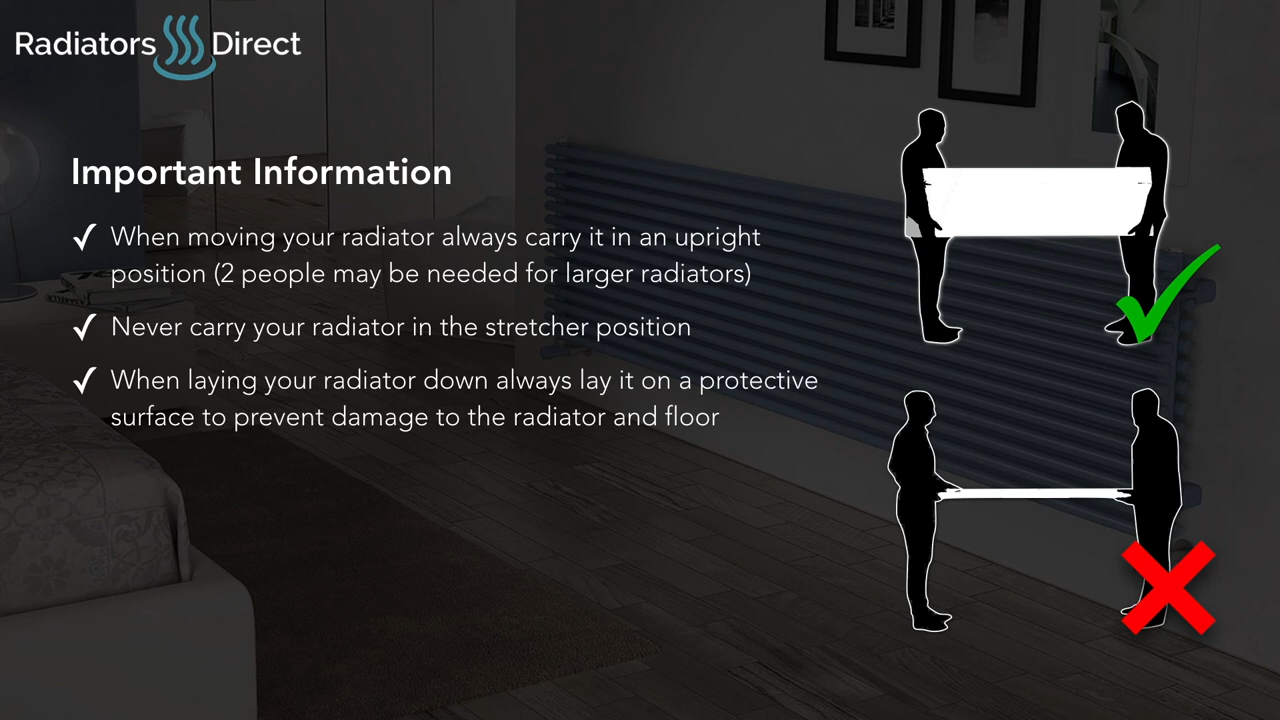 Radiators Direct
Important Information
✓ When moving your radiator always carry it in an upright
position (2 people may be needed for larger radiators)
✓ Never carry your radiator in the stretcher position
✓ When laying your radiator down always lay it on a protective
surface to prevent damage to the radiator and floor